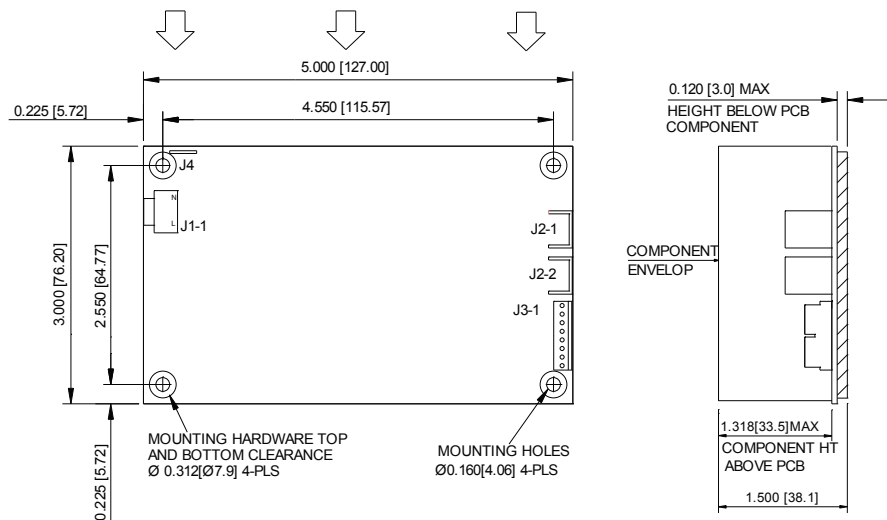 5.000 [127.00]
0.225 [5.72]
4.550 [115.57]
0.120 [3.0] MAX
HEIGHT BELOW PCB
COMPONENT
J4
N
L
J1-1
J2-1
J2-2
J3-1
3.000 [76.20]
2.550 [64.77]
COMPONENT
ENVELOP
MOUNTING HARDWARE TOP
AND BOTTOM CLEARANCE
Ø 0.312[Ø7.9] 4-PLS
MOUNTING HOLES
Ø0.160[4.06] 4-PLS
0.225 [5.72]
1.318[33.5]MAX
COMPONENT HT
ABOVE PCB
1.500 [38.1]